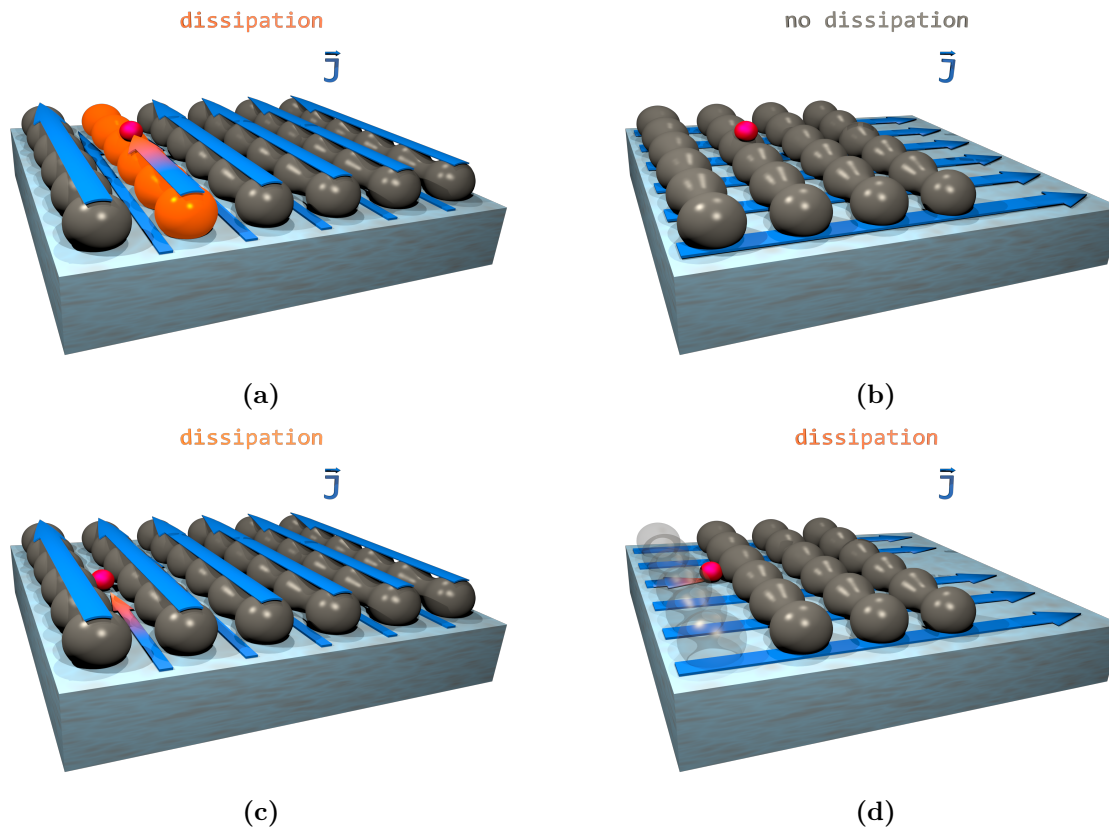 dissipation
J⃗
no dissipation
J⃗
(a)
(b)
dissipation
J⃗
dissipation
J⃗
(c)
(d)